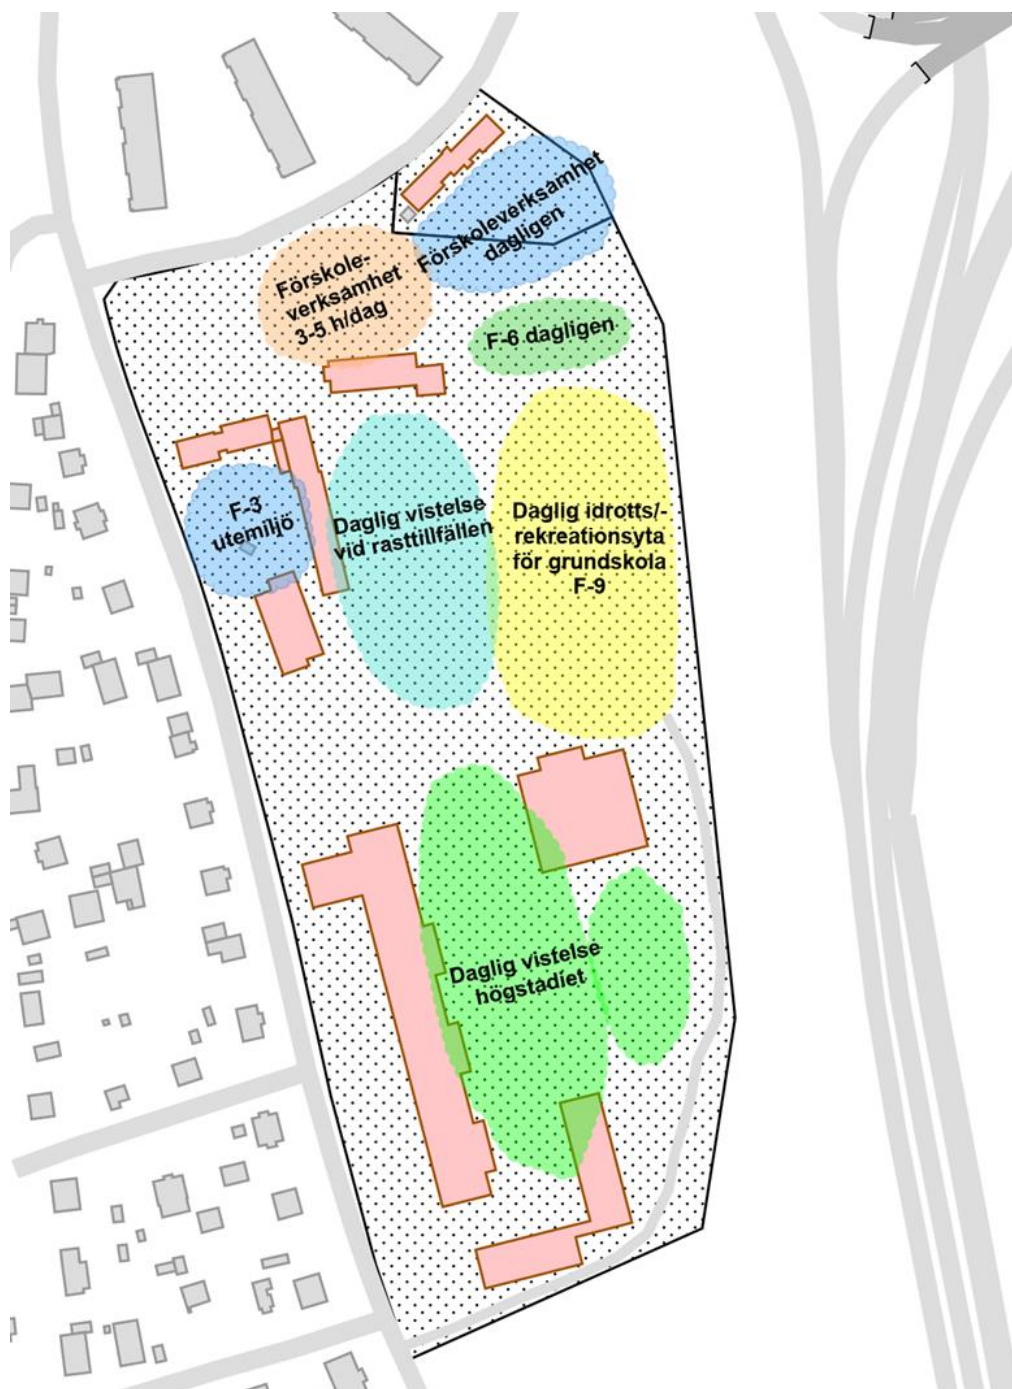 Förskoleverksamhet
dagligen
Förskole-
verksamhet
3-5 h/dag
F-6 dagligen
F-3
utemiljö
Daglig vistelse
vid rasttillfällen
Daglig idrotts/-
rekreationsyta
för grundskola
F-9
Daglig vistelse
högstadiet